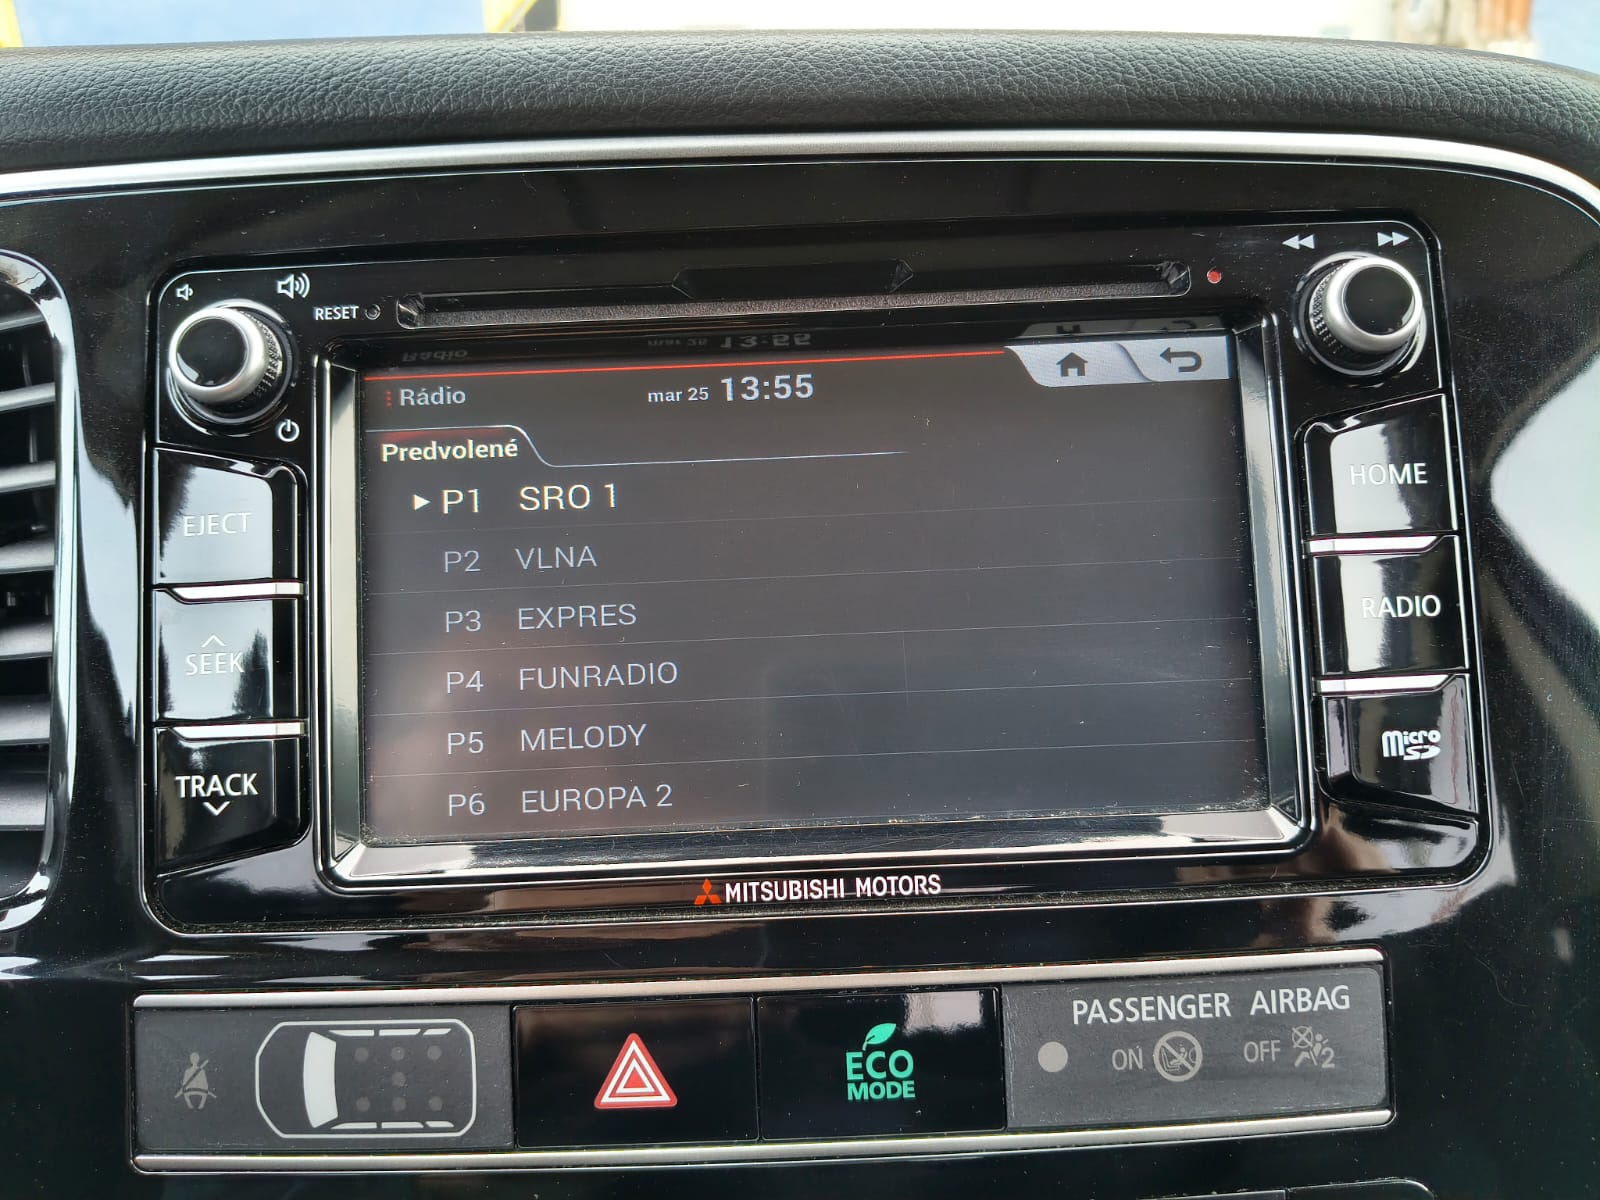 RESET
Rádio mar 25 13:55
Predvolené
P1 SRO 1
P2 VLNA
P3 EXPRES
P4 FUNRADIO
P5 MELODY
P6 EUROPA 2
EJECT
SEEK
TRACK
HOME
RADIO
Micro SD
MITSUBISHI MOTORS
ECO
MODE
PASSENGER AIRBAG
ON OFF 2